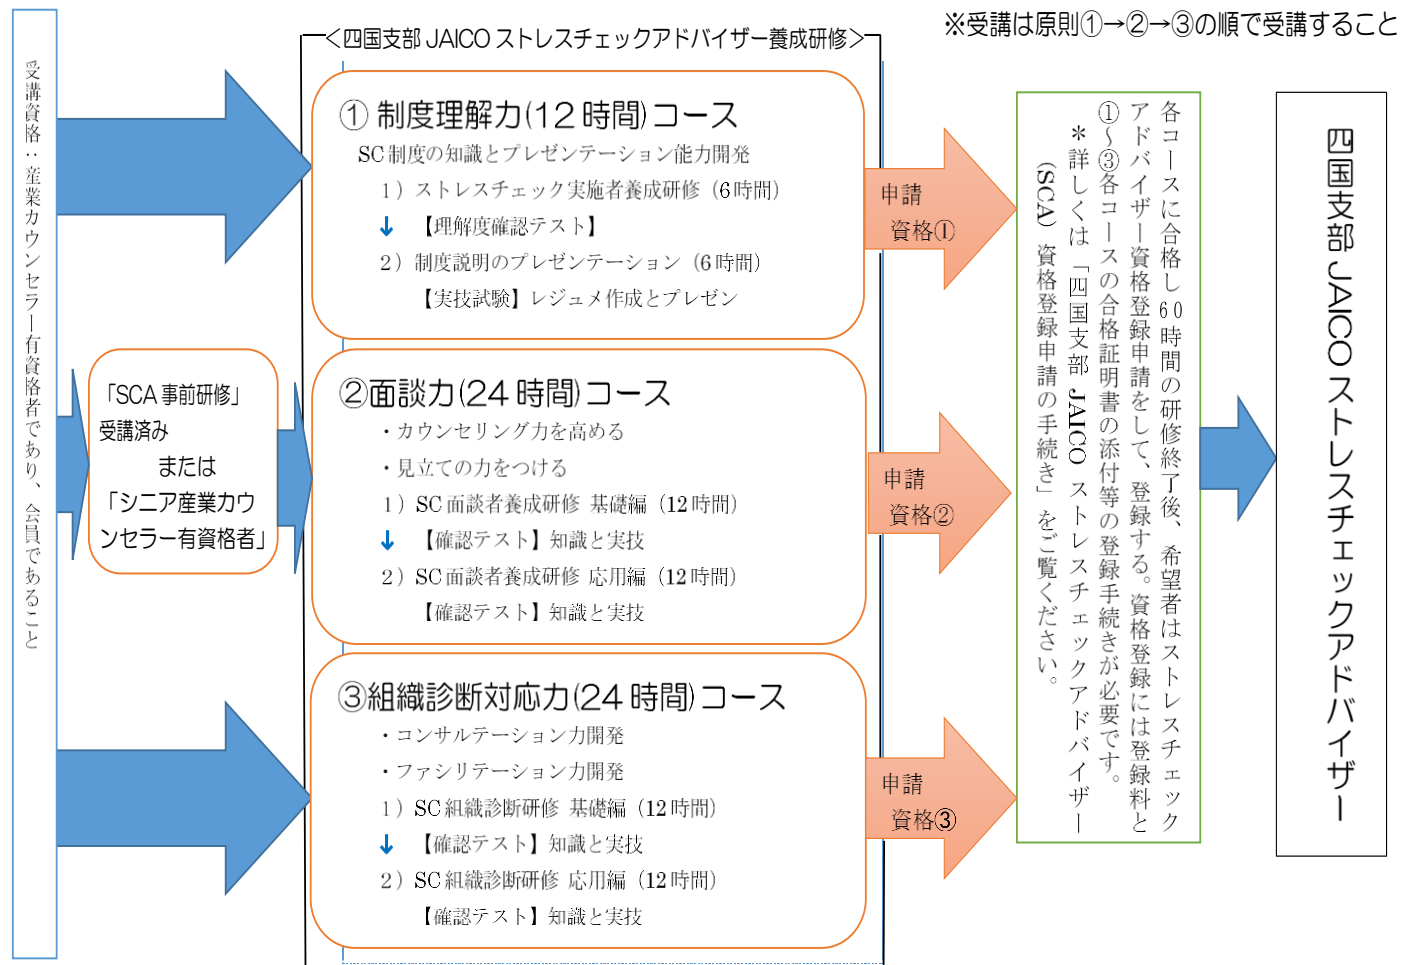 ※受講は原則①→②→③の順で受講すること
<四国支部 JAICO ストレスチェックアドバイザー養成研修>
受講資格：産業カウンセラー有資格者であり、会員であること
「SCA 事前研修」
受講済み
または
「シニア産業カウ
ンセラー有資格者」
① 制度理解力(12 時間)コース
SC 制度の知識とプレゼンテーション能力開発
1）ストレスチェック実施者養成研修（6 時間）
↓ 【理解度確認テスト】
2）制度説明のプレゼンテーション（6 時間）
【実技試験】レジュメ作成とプレゼン
②面談力(24 時間)コース
・カウンセリング力を高める
・見立ての力をつける
1）SC 面談者養成研修 基礎編（12 時間）
↓ 【確認テスト】知識と実技
2）SC 面談者養成研修 応用編（12 時間）
【確認テスト】知識と実技
③組織診断対応力(24 時間)コース
・コンサルテーション力開発
・ファシリテーション力開発
1）SC 組織診断研修 基礎編（12 時間）
↓ 【確認テスト】知識と実技
2）SC 組織診断研修 応用編（12 時間）
【確認テスト】知識と実技
申請
資格①
申請
資格②
申請
資格③
各コースに合格し 60 時間の研修終了後、希望者はストレスチェック
アドバイザー資格登録申請をして、登録する。資格登録には登録料と
①～③各コースの合格証明書の添付等の登録手続きが必要です。
＊詳しくは「四国支部 JAICO ストレスチェックアドバイザー
(SCA) 資格登録申請の手続き」をご覧ください。
四国支部 JAICO ストレスチェックアドバイザー